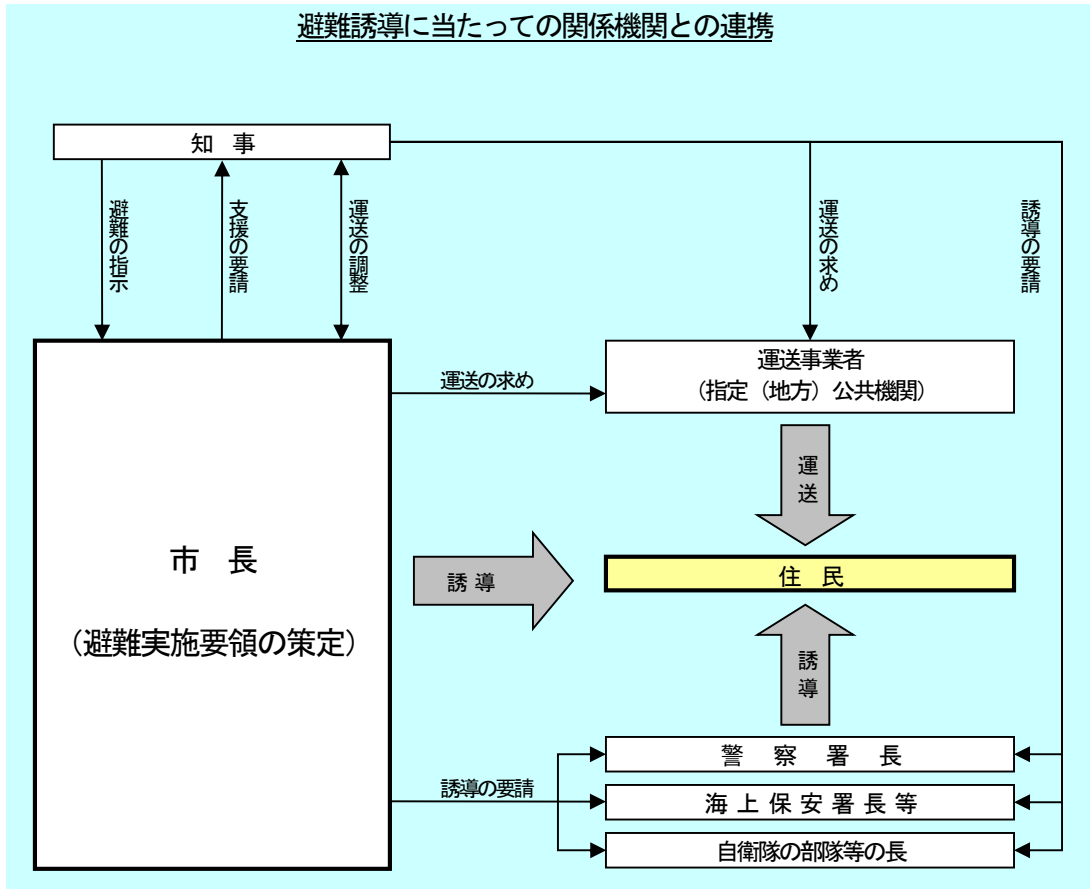 避難誘導に当たっての関係機関との連携
知 事
避難の指示
支援の要請
運送の調整
運送の求め
誘導の要請
運送事業者
(指定(地方)公共機関)
運送の求め
運送
市 長
(避難実施要領の策定)
誘 導
住 民
誘導
警 察 署 長
誘導の要請
海 上 保 安 署 長 等
自衛隊の部隊等の長